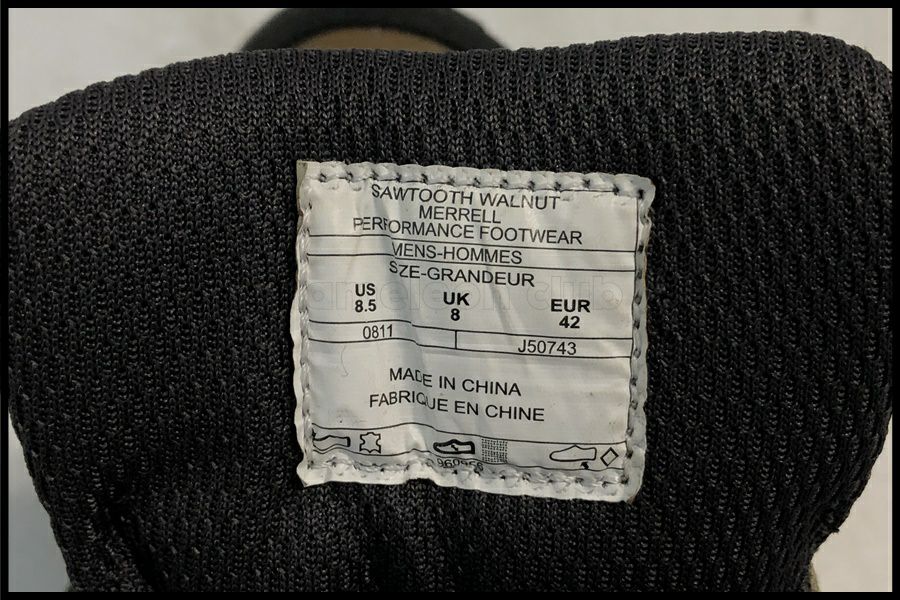 SAWTOOTH WALNUT
MERRELL
PERFORMANCE FOOTWEAR
MENS-HOMMES
SZE-GRANDEUR
US UK EUR
8.5 8 42
0811 J50743
MADE IN CHINA
FABRIQUE EN CHINE